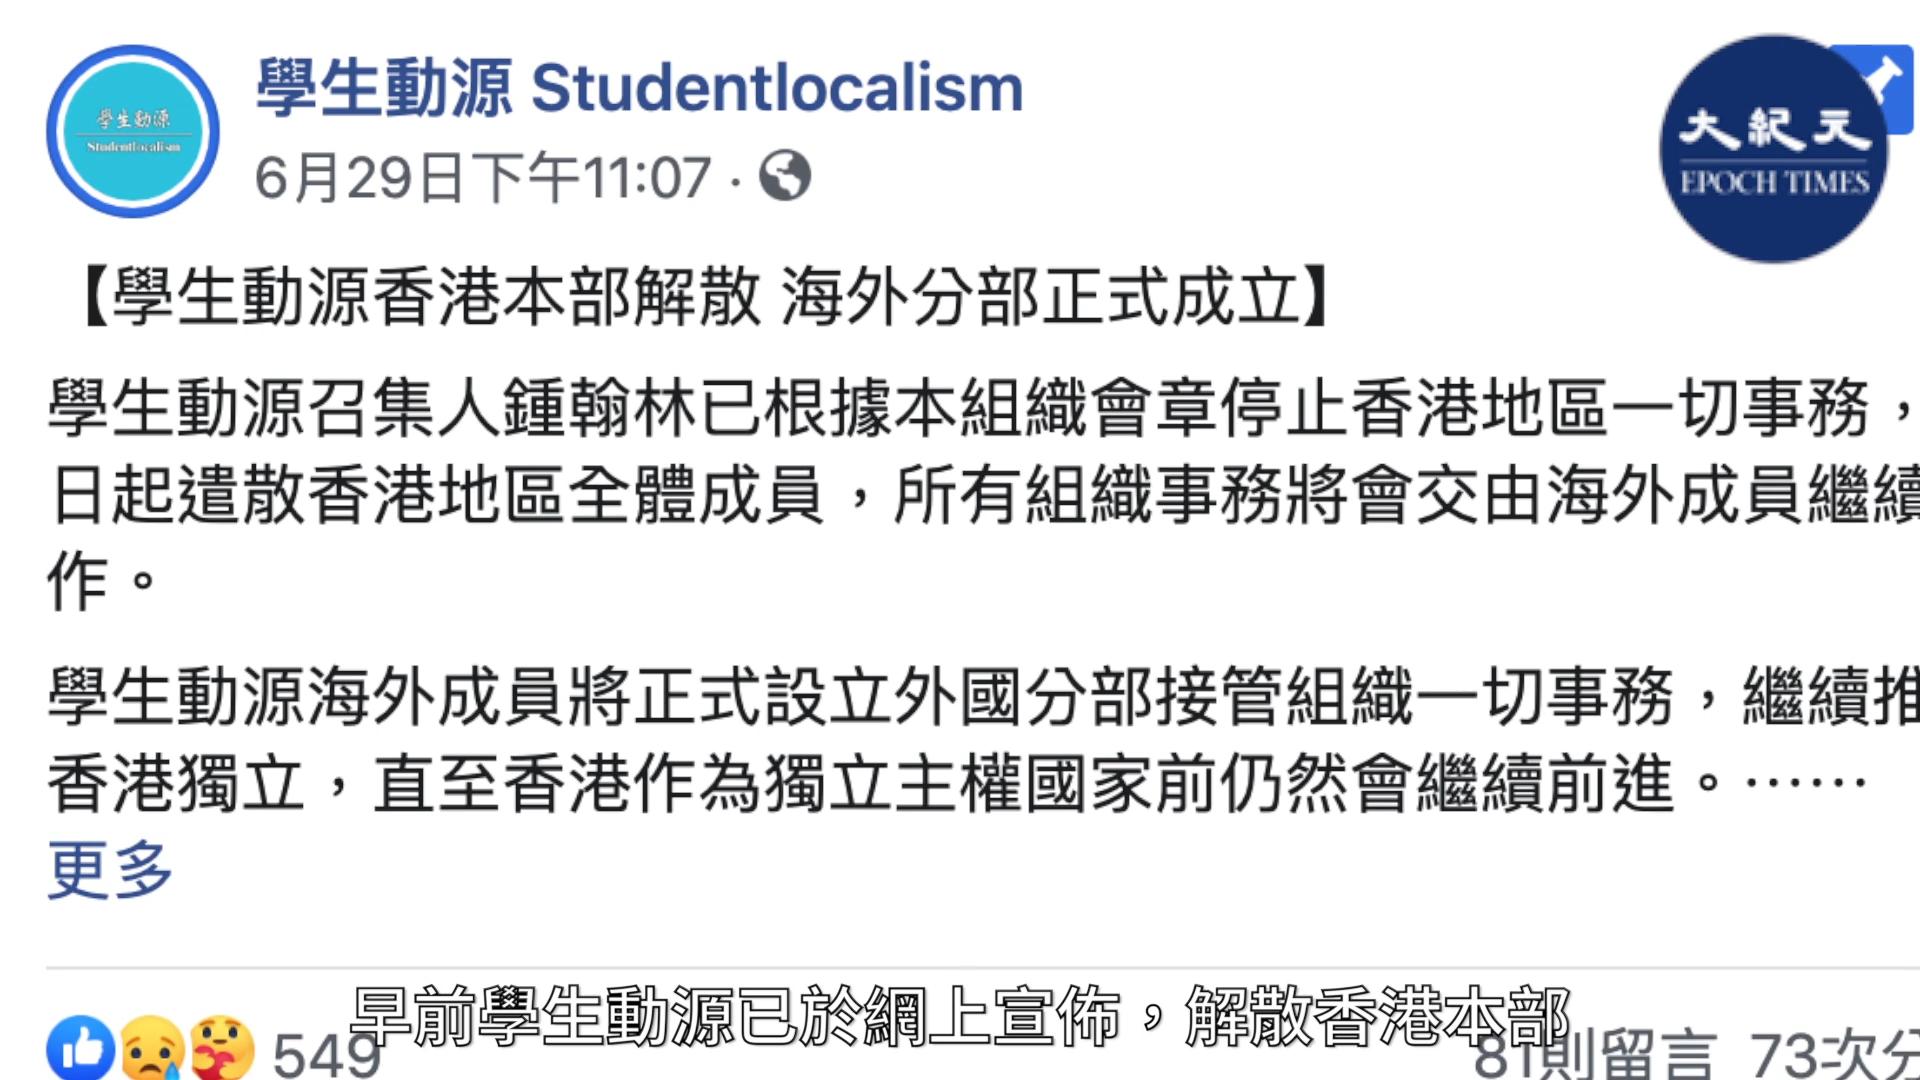 學生動源 Studentlocalism
6月29日下午11:07 ·
學生動源
Studentlocalism
大紀元
EPOCH TIMES
【學生動源香港本部解散 海外分部正式成立】
學生動源召集人鍾翰林已根據本組織會章停止香港地區一切事務，
日起遣散香港地區全體成員，所有組織事務將會交由海外成員繼續
作。
學生動源海外成員將正式設立外國分部接管組織一切事務，繼續推
香港獨立，直至香港作為獨立主權國家前仍然會繼續前進。⋯⋯
更多
早前學生動源已於網上宣佈，解散香港本部
549
81則留言 73次分